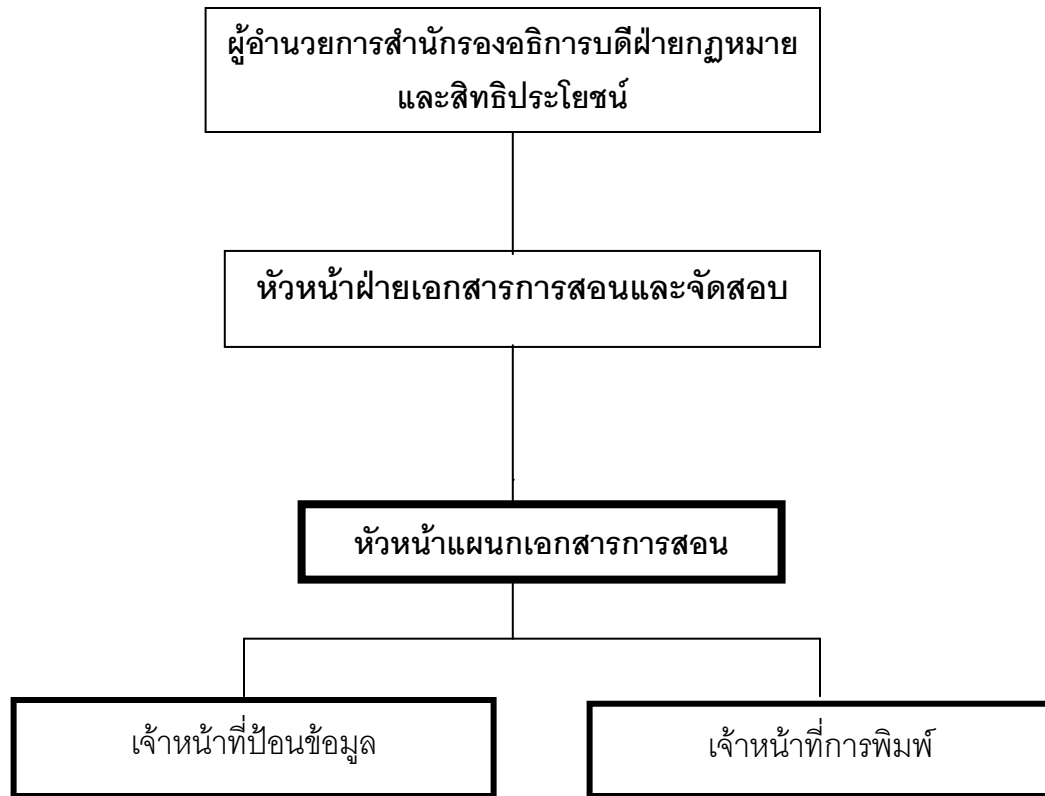 ผู้อำนวยการสำนักรองอธิการบดีฝ่ายกฏหมาย
และสิทธิประโยชน์
หัวหน้าฝ่ายเอกสารการสอนและจัดสอบ
หัวหน้าแผนกเอกสารการสอน
เจ้าหน้าที่ป้อนข้อมูล
เจ้าหน้าที่การพิมพ์